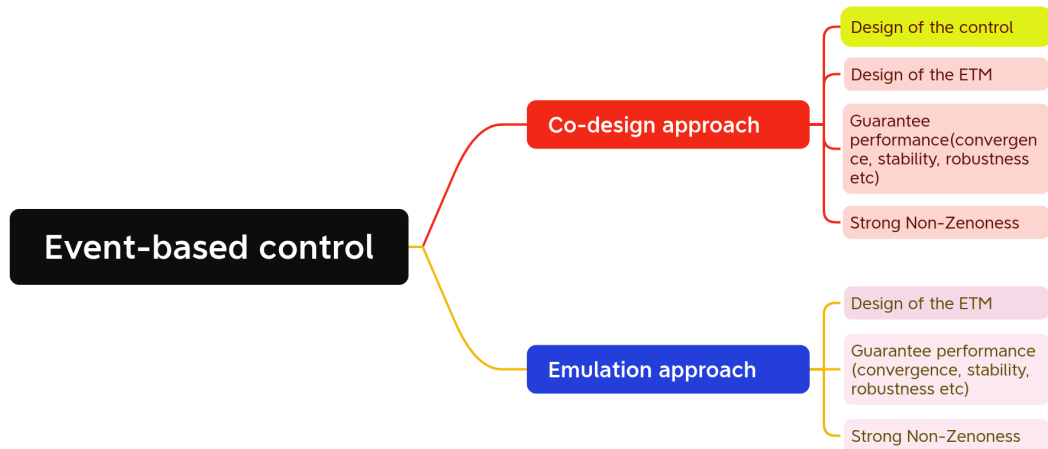 Event-based control
Co-design approach
Design of the control
Design of the ETM
Guarantee
performance(convergen
ce, stability, robustness
etc)
Strong Non-Zenoness
Emulation approach
Design of the ETM
Guarantee performance
(convergence, stability,
robustness etc)
Strong Non-Zenoness